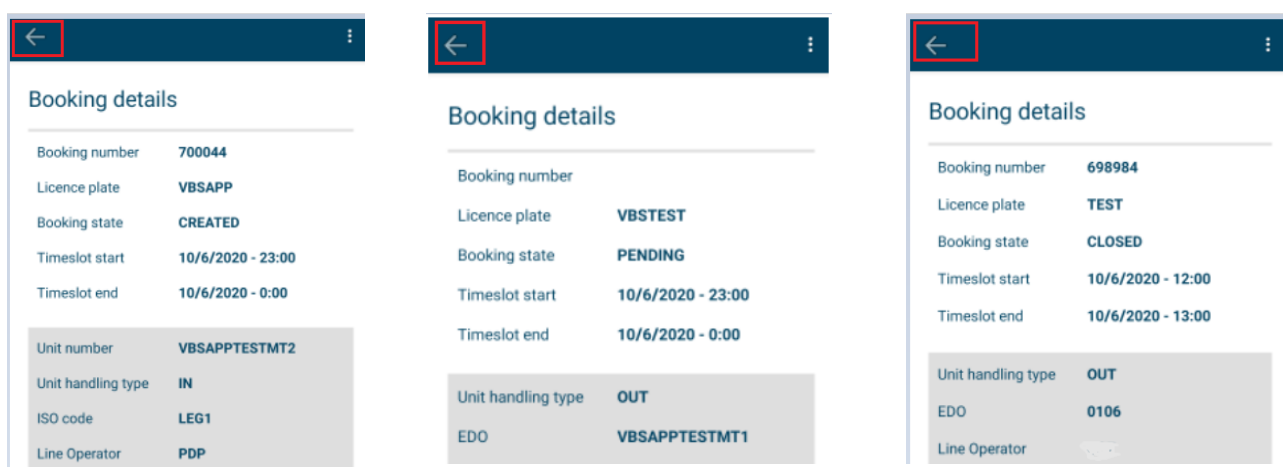 Booking details
Booking number 700044
Licence plate VBSAPP
Booking state CREATED
Timeslot start 10/6/2020 - 23:00
Timeslot end 10/6/2020 - 0:00
Unit number VBSAPPTESTMT2
Unit handling type IN
ISO code LEG1
Line Operator PDP
Booking details
Booking number
Licence plate VBSTEST
Booking state PENDING
Timeslot start 10/6/2020 - 23:00
Timeslot end 10/6/2020 - 0:00
Unit handling type OUT
EDO VBSAPPTESTMT1
Booking details
Booking number 698984
Licence plate TEST
Booking state CLOSED
Timeslot start 10/6/2020 - 12:00
Timeslot end 10/6/2020 - 13:00
Unit handling type OUT
EDO 0106
Line Operator